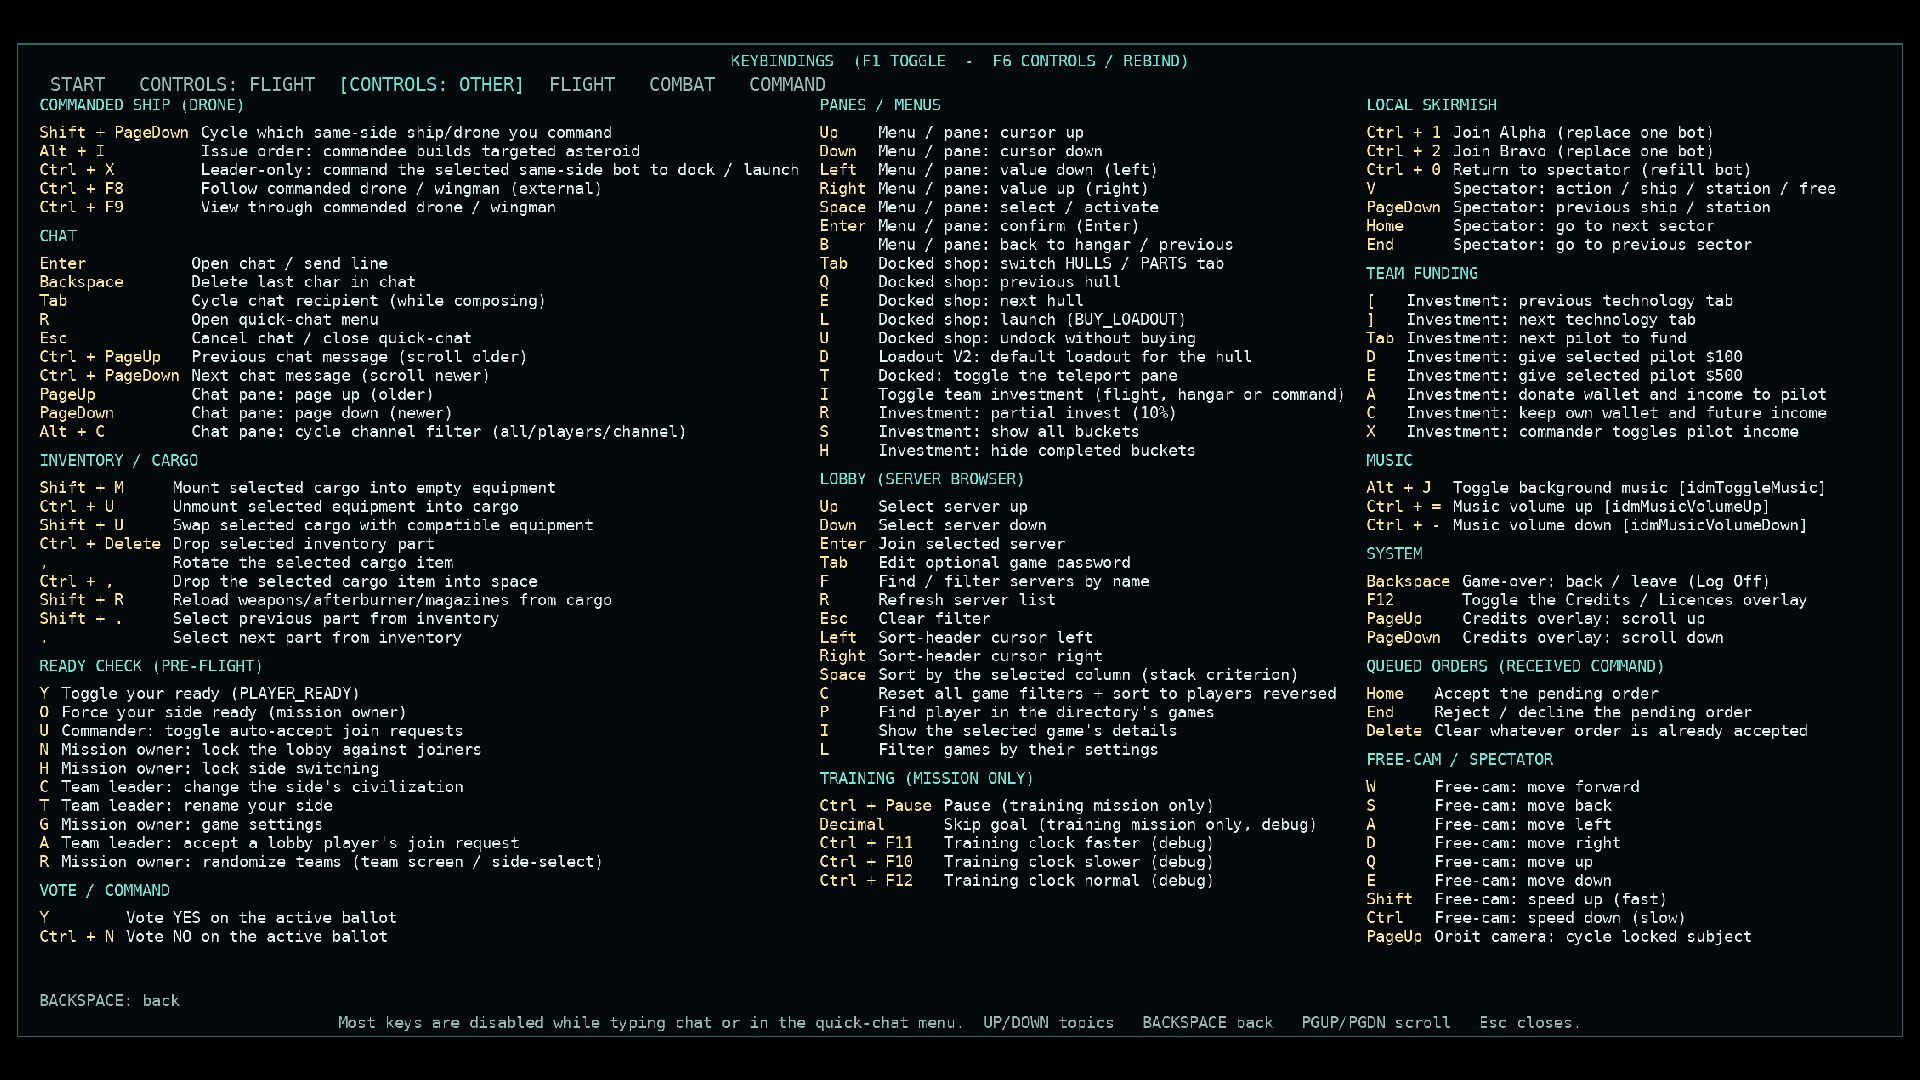 KEYBINDINGS  (F1 TOGGLE  -  F6 CONTROLS / REBIND)
START   CONTROLS: FLIGHT   [CONTROLS: OTHER]   FLIGHT   COMBAT   COMMAND
COMMANDED SHIP (DRONE)
Shift + PageDown Cycle which same-side ship/drone you command
Alt + I Issue order: commandee builds targeted asteroid
Ctrl + X Leader-only: command the selected same-side bot to dock / launch
Ctrl + F8 Follow commanded drone / wingman (external)
Ctrl + F9 View through commanded drone / wingman
CHAT
Enter Open chat / send line
Backspace Delete last char in chat
Tab Cycle chat recipient (while composing)
R Open quick-chat menu
Esc Cancel chat / close quick-chat
Ctrl + PageUp Previous chat message (scroll older)
Ctrl + PageDown Next chat message (scroll newer)
PageUp Chat pane: page up (older)
PageDown Chat pane: page down (newer)
Alt + C Chat pane: cycle channel filter (all/players/channel)
INVENTORY / CARGO
Shift + M Mount selected cargo into empty equipment
Ctrl + U Unmount selected equipment into cargo
Shift + U Swap selected cargo with compatible equipment
Ctrl + Delete Drop selected inventory part
, Rotate the selected cargo item
Ctrl + , Drop the selected cargo item into space
Shift + R Reload weapons/afterburner/magazines from cargo
Shift + . Select previous part from inventory
. Select next part from inventory
READY CHECK (PRE-FLIGHT)
Y Toggle your ready (PLAYER_READY)
O Force your side ready (mission owner)
U Commander: toggle auto-accept join requests
N Mission owner: lock the lobby against joiners
H Mission owner: lock side switching
C Team leader: change the side's civilization
T Team leader: rename your side
G Mission owner: game settings
A Team leader: accept a lobby player's join request
R Mission owner: randomize teams (team screen / side-select)
VOTE / COMMAND
Y Vote YES on the active ballot
Ctrl + N Vote NO on the active ballot
PANES / MENUS
Up Menu / pane: cursor up
Down Menu / pane: cursor down
Left Menu / pane: value down (left)
Right Menu / pane: value up (right)
Space Menu / pane: select / activate
Enter Menu / pane: confirm (Enter)
B Menu / pane: back to hangar / previous
Tab Docked shop: switch HULLS / PARTS tab
Q Docked shop: previous hull
E Docked shop: next hull
L Docked shop: launch (BUY_LOADOUT)
U Docked shop: undock without buying
D Loadout V2: default loadout for the hull
T Docked: toggle the teleport pane
I Toggle team investment (flight, hangar or command)
R Investment: partial invest (10%)
S Investment: show all buckets
H Investment: hide completed buckets
LOBBY (SERVER BROWSER)
Up Select server up
Down Select server down
Enter Join selected server
Tab Edit optional game password
F Find / filter servers by name
R Refresh server list
Esc Clear filter
Left Sort-header cursor left
Right Sort-header cursor right
Space Sort by the selected column (stack criterion)
C Reset all game filters + sort to players reversed
P Find player in the directory's games
I Show the selected game's details
L Filter games by their settings
TRAINING (MISSION ONLY)
Ctrl + Pause Pause (training mission only)
Decimal Skip goal (training mission only, debug)
Ctrl + F11 Training clock faster (debug)
Ctrl + F10 Training clock slower (debug)
Ctrl + F12 Training clock normal (debug)
LOCAL SKIRMISH
Ctrl + 1 Join Alpha (replace one bot)
Ctrl + 2 Join Bravo (replace one bot)
Ctrl + 0 Return to spectator (refill bot)
V Spectator: action / ship / station / free
PageDown Spectator: previous ship / station
Home Spectator: go to next sector
End Spectator: go to previous sector
TEAM FUNDING
[ Investment: previous technology tab
] Investment: next technology tab
Tab Investment: next pilot to fund
D Investment: give selected pilot $100
E Investment: give selected pilot $500
A Investment: donate wallet and income to pilot
C Investment: keep own wallet and future income
X Investment: commander toggles pilot income
MUSIC
Alt + J Toggle background music [idmToggleMusic]
Ctrl + = Music volume up [idmMusicVolumeUp]
Ctrl + - Music volume down [idmMusicVolumeDown]
SYSTEM
Backspace Game-over: back / leave (Log Off)
F12 Toggle the Credits / Licences overlay
PageUp Credits overlay: scroll up
PageDown Credits overlay: scroll down
QUEUED ORDERS (RECEIVED COMMAND)
Home Accept the pending order
End Reject / decline the pending order
Delete Clear whatever order is already accepted
FREE-CAM / SPECTATOR
W Free-cam: move forward
S Free-cam: move back
A Free-cam: move left
D Free-cam: move right
Q Free-cam: move up
E Free-cam: move down
Shift Free-cam: speed up (fast)
Ctrl Free-cam: speed down (slow)
PageUp Orbit camera: cycle locked subject
BACKSPACE: back
Most keys are disabled while typing chat or in the quick-chat menu.  UP/DOWN topics   BACKSPACE back   PGUP/PGDN scroll   Esc closes.